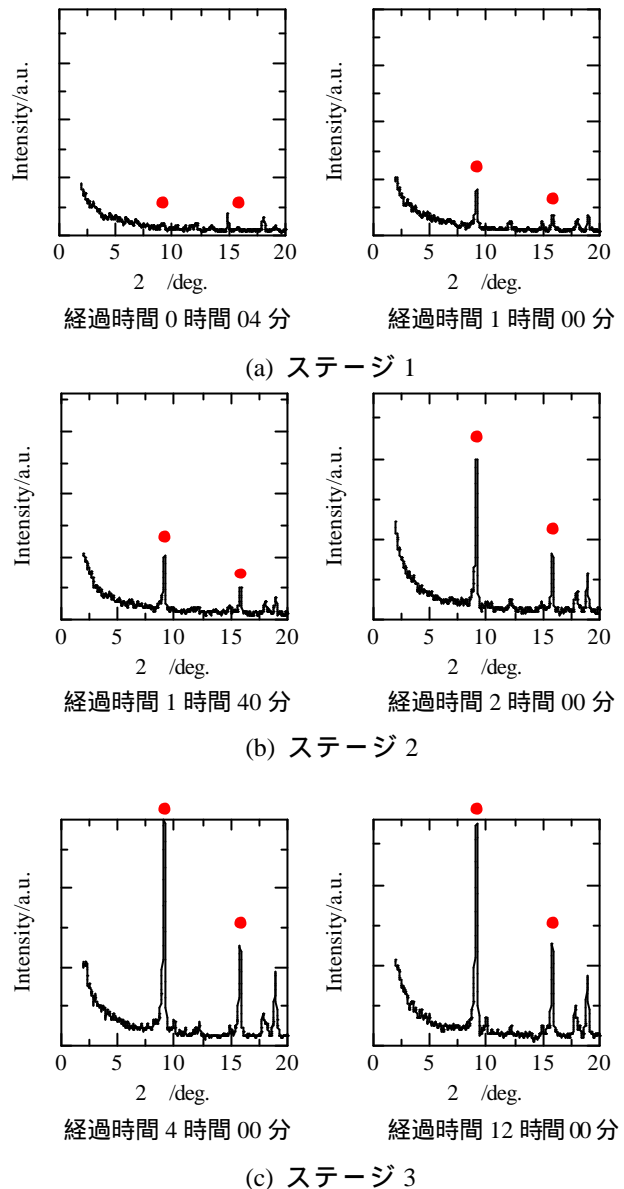 Intensity/a.u. Intensity/a.u.
0 5 10 15 20 0 5 10 15 20
2 /deg. 2 /deg.
経過時間 0 時間 04 分 経過時間 1 時間 00 分
(a) ステージ 1
Intensity/a.u. Intensity/a.u.
0 5 10 15 20 0 5 10 15 20
2 /deg. 2 /deg.
経過時間 1 時間 40 分 経過時間 2 時間 00 分
(b) ステージ 2
Intensity/a.u. Intensity/a.u.
0 5 10 15 20 0 5 10 15 20
2 /deg. 2 /deg.
経過時間 4 時間 00 分 経過時間 12 時間 00 分
(c) ステージ 3